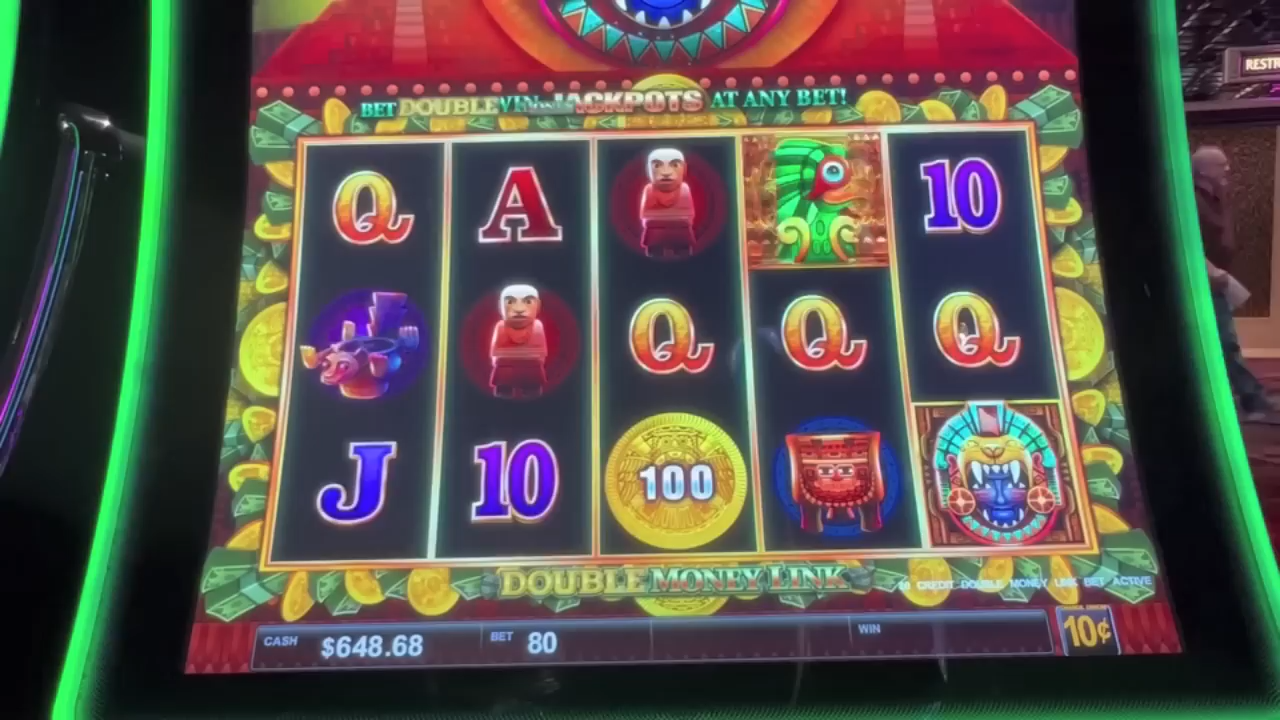 RESTR
BET DOUBLE JACKPOTS AT ANY BET!
Q A 10
Q Q Q
J 10 100
DOUBLE MONEY LINK
CREDIT DOUBLE MONEY LINK BET ACTIVE
CASH $648.68 BET 80 WIN 10¢